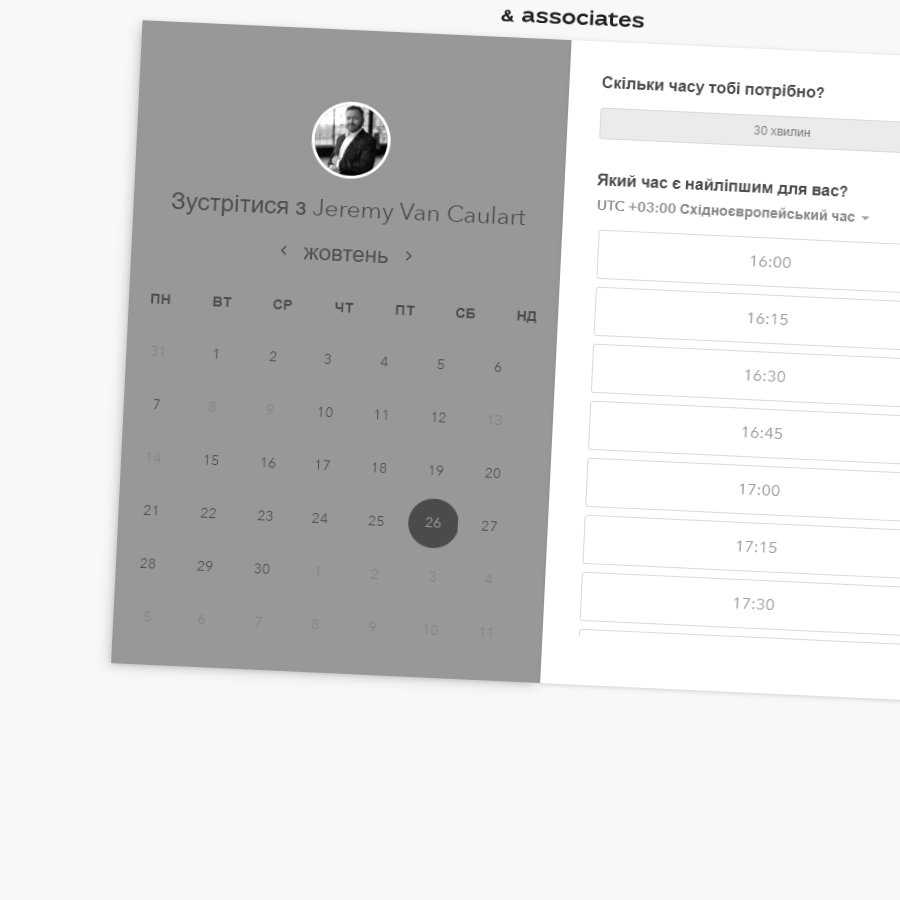 & associates
Зустрітися з Jeremy Van Caulart
жовтень
ПН ВТ СР ЧТ ПТ СБ НД
31 1 2 3 4 5 6
7 8 9 10 11 12 13
14 15 16 17 18 19 20
21 22 23 24 25 26 27
28 29 30 1 2 3 4
5 6 7 8 9 10 11
Скільки часу тобі потрібно?
30 хвилин
Який час є найліпшим для вас?
UTC +03:00 Східноєвропейський час
16:00
16:15
16:30
16:45
17:00
17:15
17:30